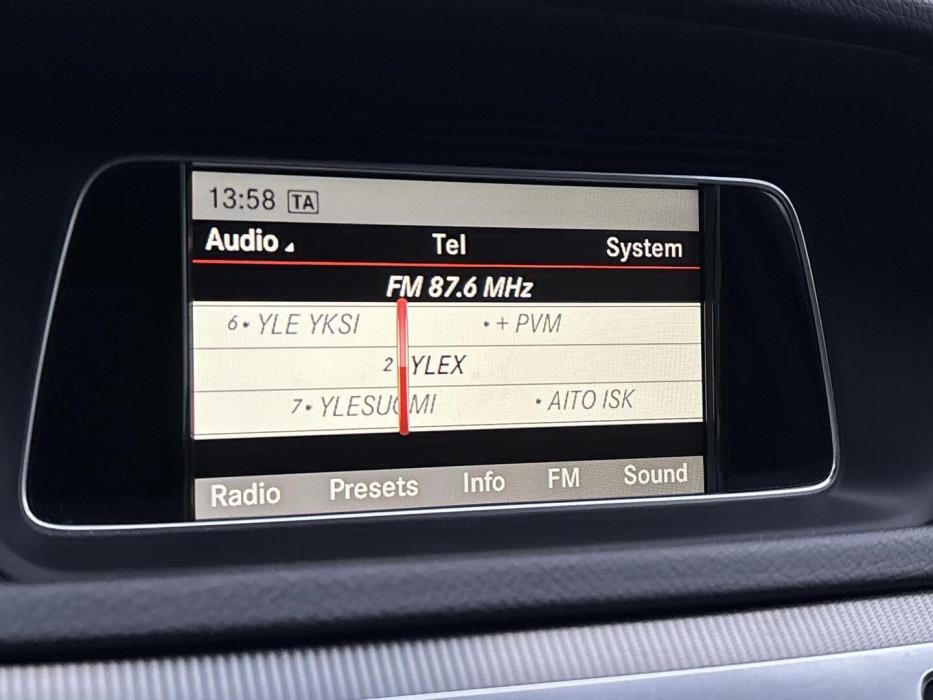 13:58 TA
Audio Tel System
FM 87.6 MHz
6• YLE YKSI • + PVM
2 YLEX
7• YLESUOMI • AITO ISK
Radio Presets Info FM Sound